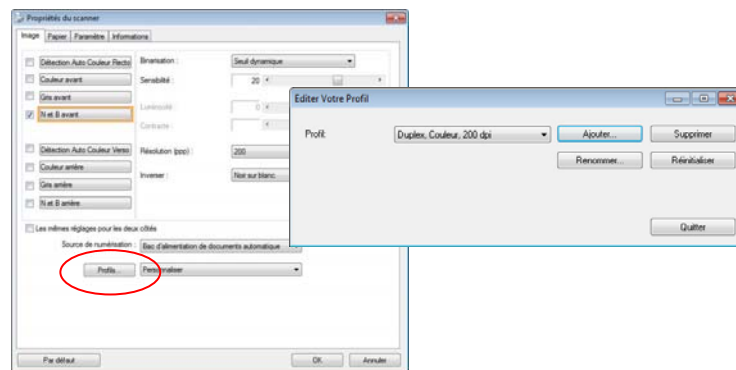 Propriétés du scanner
Image Papier Paramètre Informations
Détection Auto Couleur Recto
Couleur avant
Gris avant
N et B avant
Détection Auto Couleur Verso
Couleur arrière
Gris arrière
N et B arrière
Binarisation : Seuil dynamique
Sensibilité : 20
Luminosité : 0
Contraste :
Résolution (ppp) : 200
Inverser : Noir sur blanc
Les mêmes réglages pour les deux côtés
Source de numérisation : Bac d'alimentation de documents automatique
Profils... Personnaliser
Par défaut OK Annuler
Editer Votre Profil
Profil: Duplex, Couleur, 200 dpi Ajouter... Supprimer
Renommer... Réinitialiser
Quitter